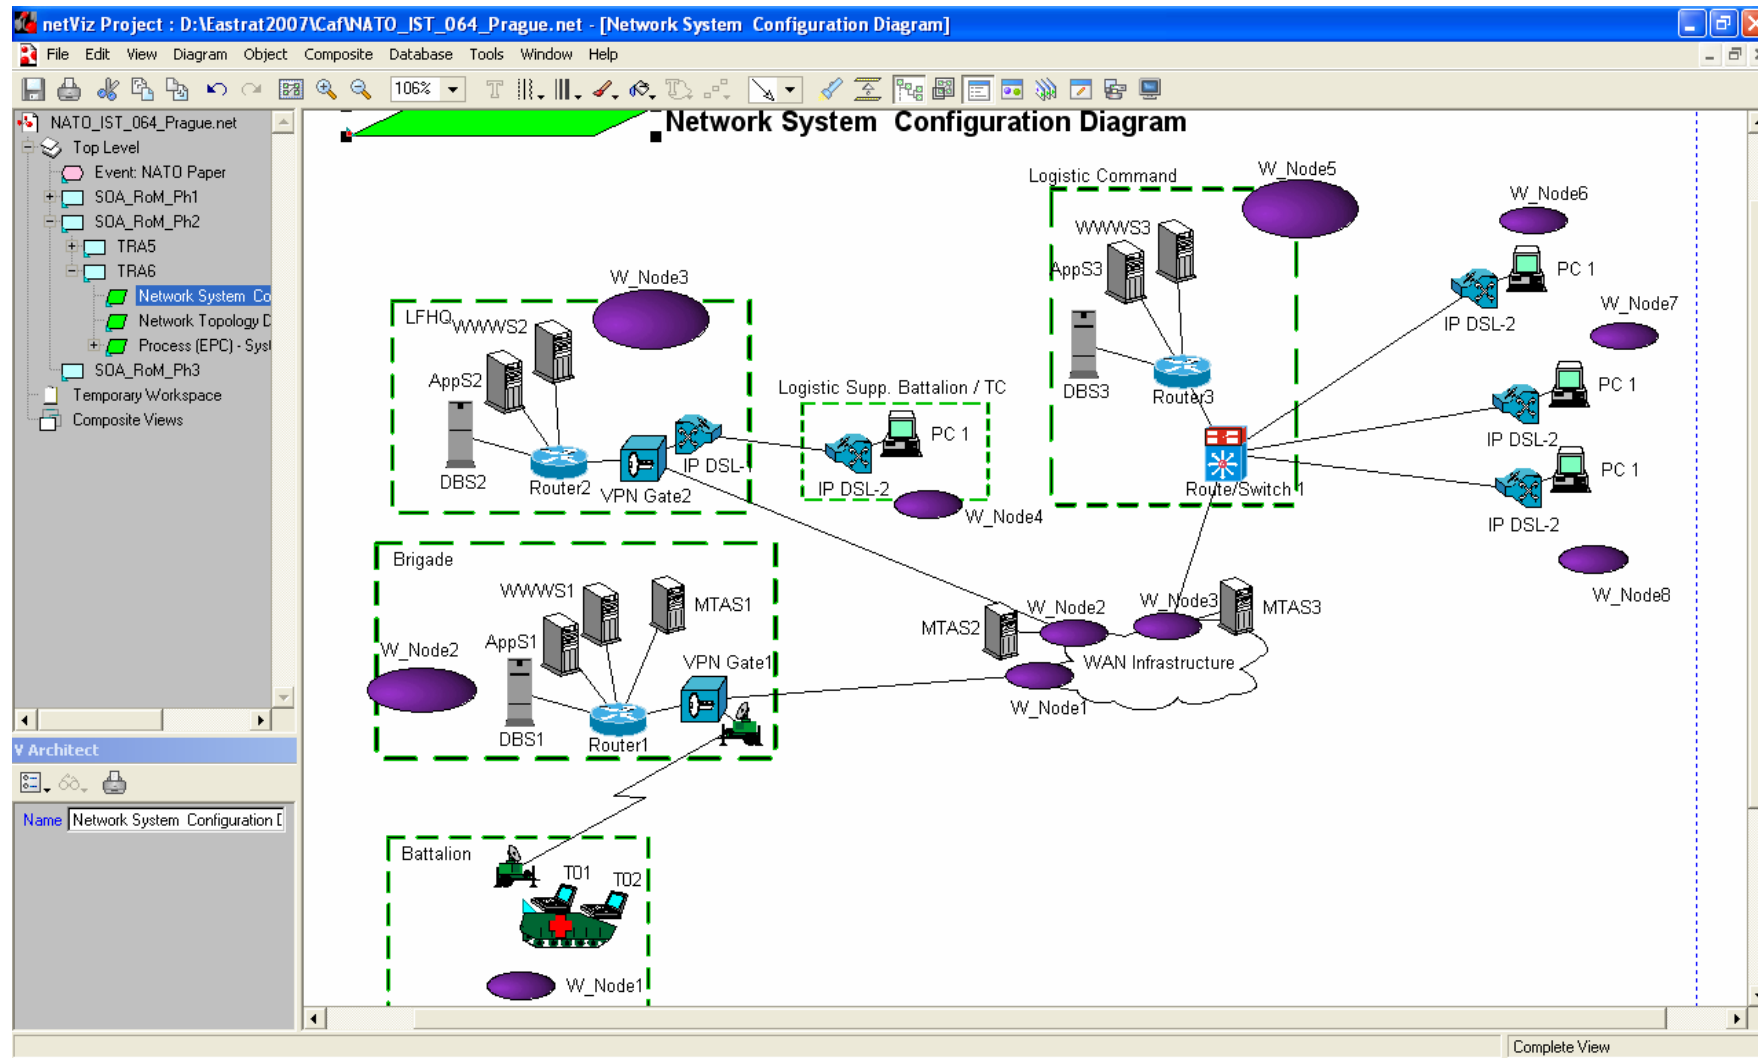 netViz Project : D:\Eastrat2007\Caf\NATO_IST_064_Prague.net - [Network System  Configuration Diagram]
File Edit View Diagram Object Composite Database Tools Window Help
106%
NATO_IST_064_Prague.net
Top Level
Event: NATO Paper
SOA_RoM_Ph1
SOA_RoM_Ph2
TRA5
TRA6
Network System  Co
Network Topology D
Process (EPC) - Syst
SOA_RoM_Ph3
Temporary Workspace
Composite Views
V Architect
Name Network System  Configuration D
Network System  Configuration Diagram
Logistic Command
W_Node5
W_Node6
WWWS3
AppS3
PC 1
W_Node3
W_Node7
LFHQ
WWWS2
IP DSL-2
AppS2
Logistic Supp. Battalion / TC
DBS3
Router3
PC 1
PC 1
IP DSL-2
IP DSL-1
PC 1
DBS2
Router2
VPN Gate2
IP DSL-2
Route/Switch 1
W_Node4
IP DSL-2
Brigade
WWWS1
MTAS1
W_Node8
AppS1
W_Node2
W_Node3
MTAS3
MTAS2
W_Node2
VPN Gate1
WAN Infrastructure
W_Node1
DBS1
Router1
Battalion
T01
T02
W_Node1
Complete View